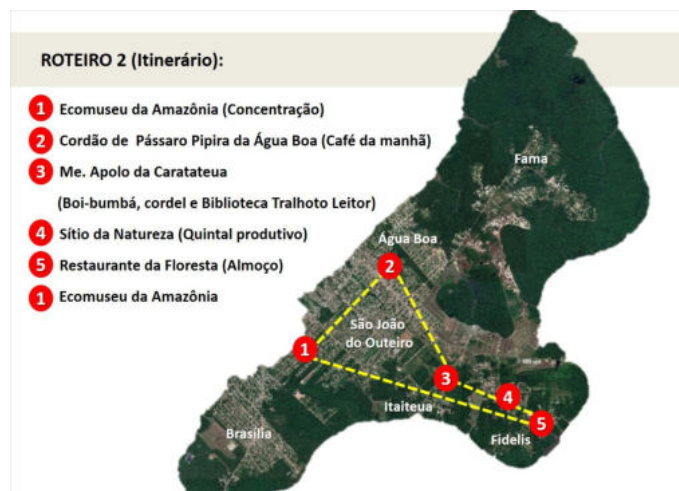 ROTEIRO 2 (Itinerário):
1 Ecomuseu da Amazônia (Concentração)
2 Cordão de Pássaro Pipira da Água Boa (Café da manhã)
3 Me. Apolo da Caratateua
(Boi-bumbá, cordel e Biblioteca Tralhoto Leitor)
4 Sítio da Natureza (Quintal produtivo)
5 Restaurante da Floresta (Almoço)
1 Ecomuseu da Amazônia
Fama
Água Boa
2
São João
do Outeiro
1
3
4
Itaiteua
5
Brasília
Fidelis